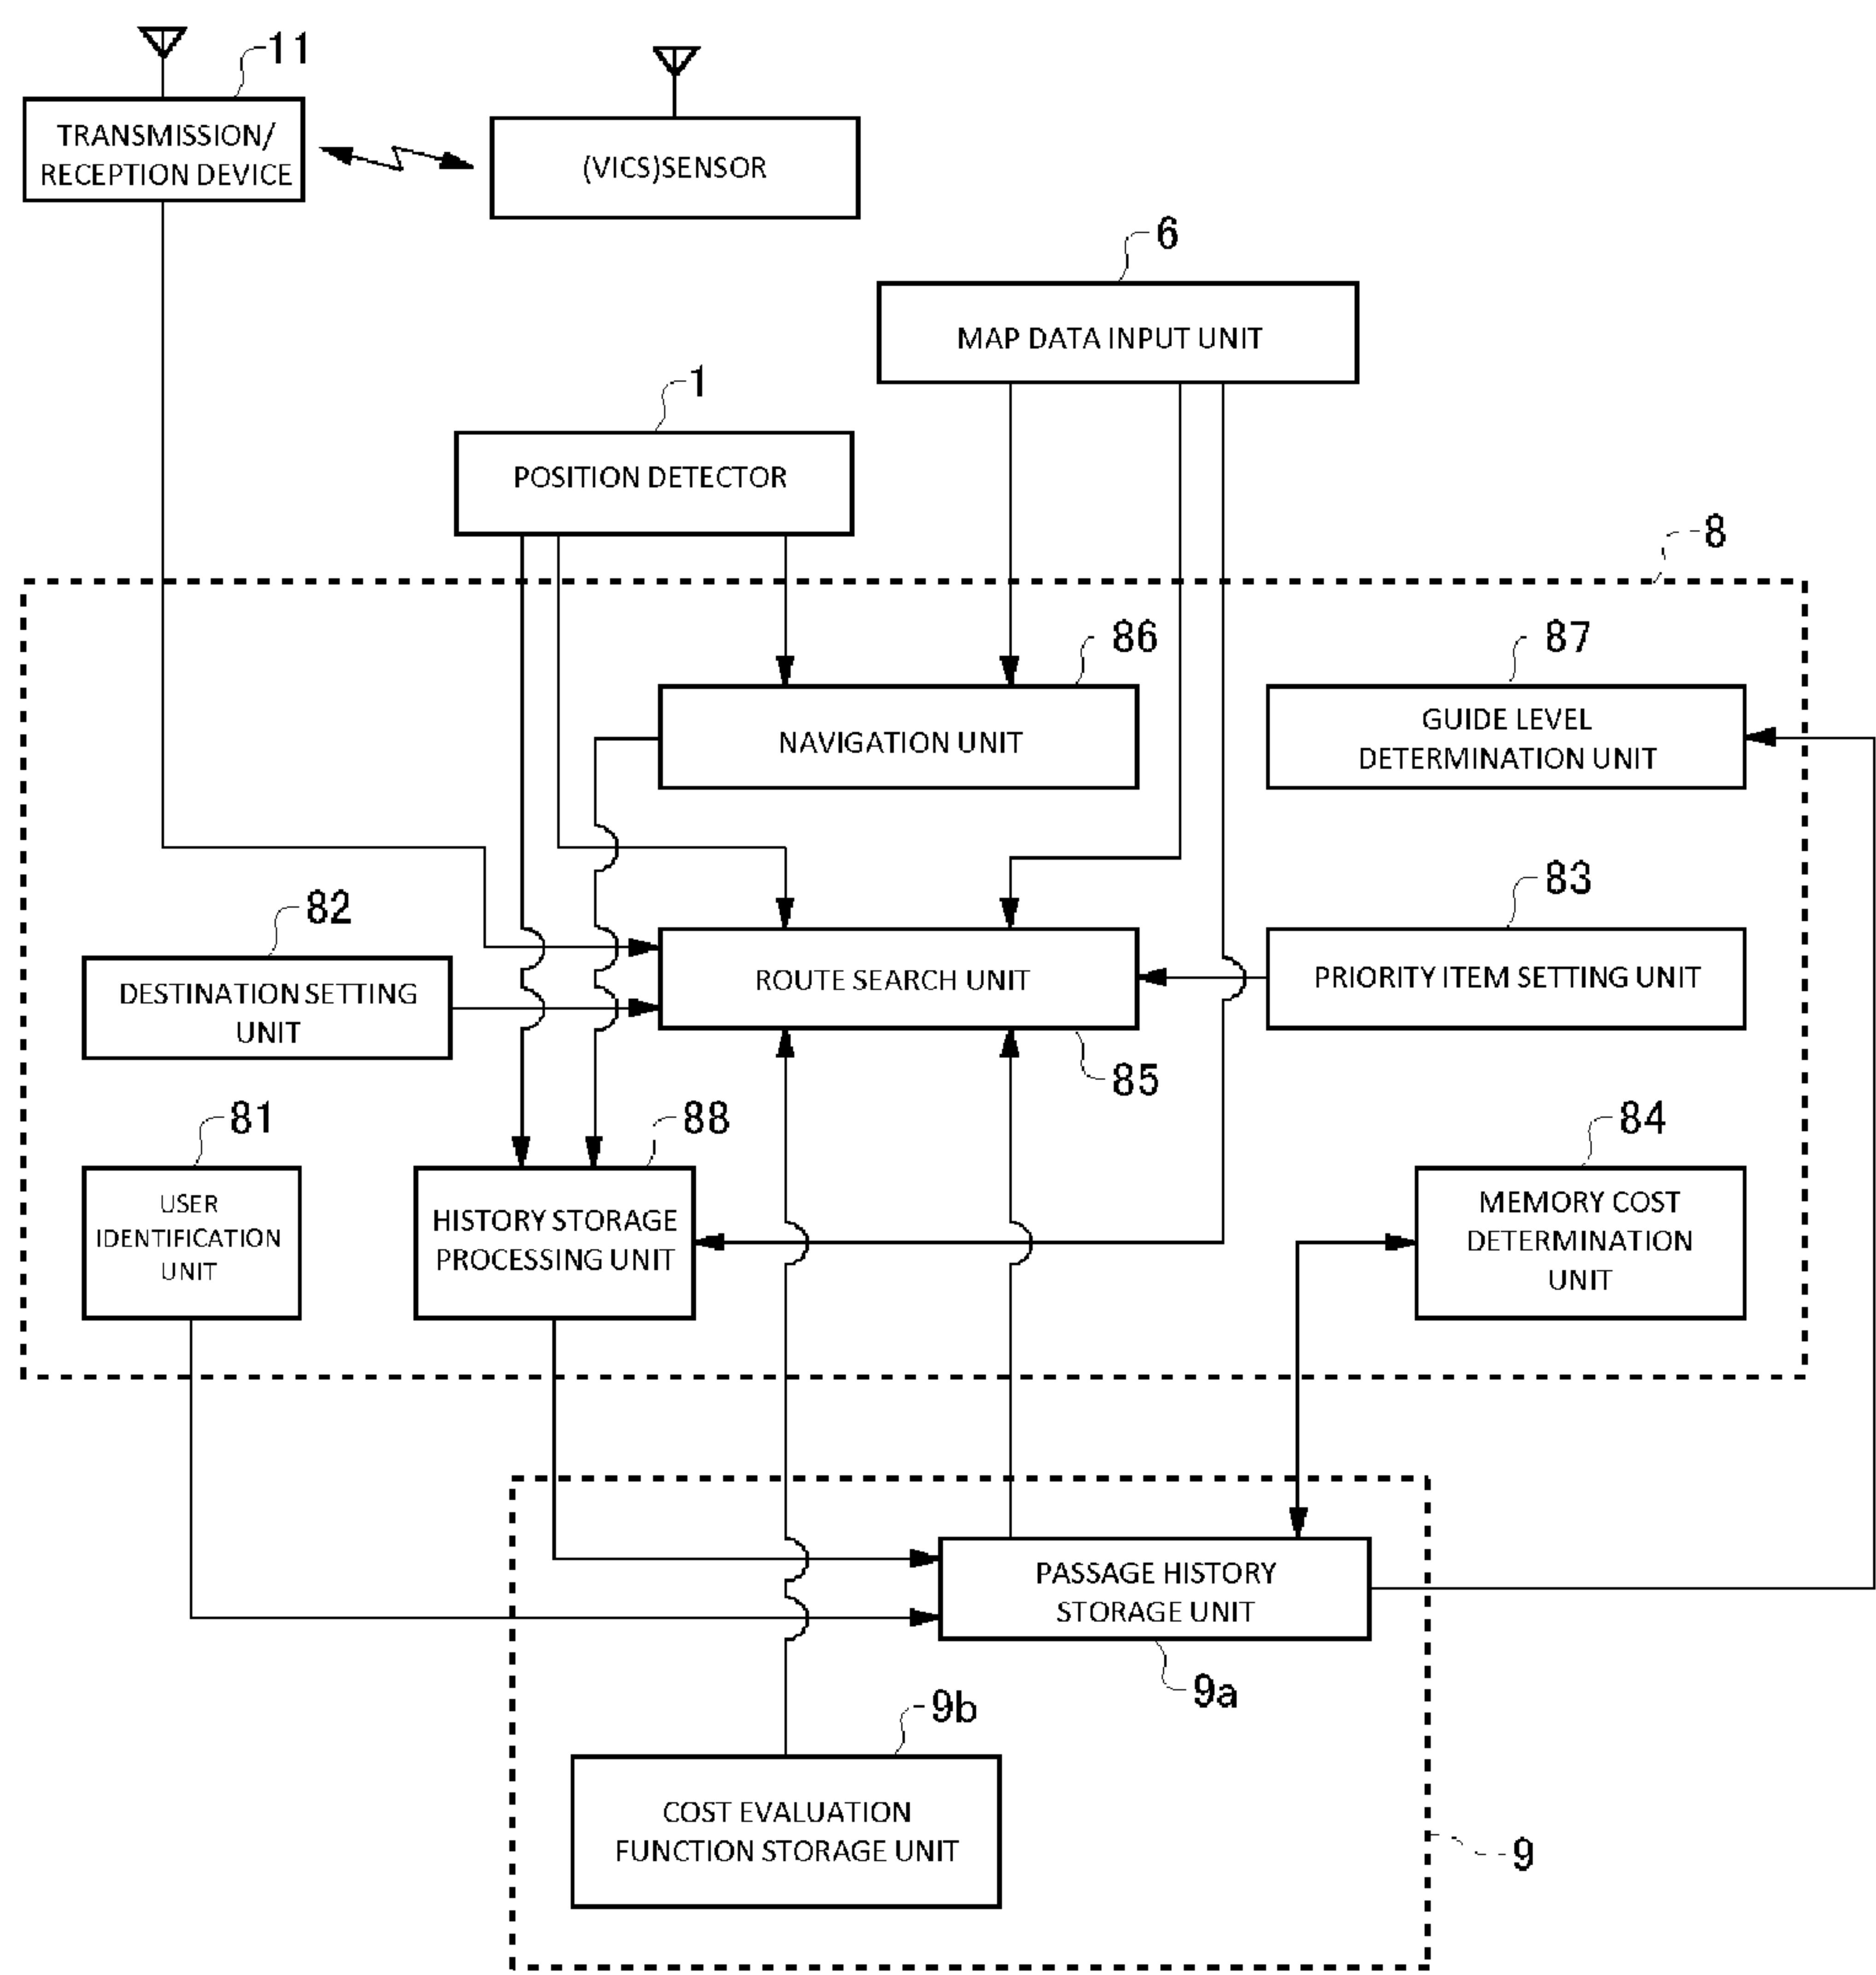 11
TRANSMISSION/
RECEPTION DEVICE
(VICS)SENSOR
6
MAP DATA INPUT UNIT
1
POSITION DETECTOR
8
86
NAVIGATION UNIT
87
GUIDE LEVEL
DETERMINATION UNIT
82
DESTINATION SETTING
UNIT
ROUTE SEARCH UNIT
85
83
PRIORITY ITEM SETTING UNIT
81
USER
IDENTIFICATION
UNIT
88
HISTORY STORAGE
PROCESSING UNIT
84
MEMORY COST
DETERMINATION
UNIT
PASSAGE HISTORY
STORAGE UNIT
9a
9b
COST EVALUATION
FUNCTION STORAGE UNIT
9